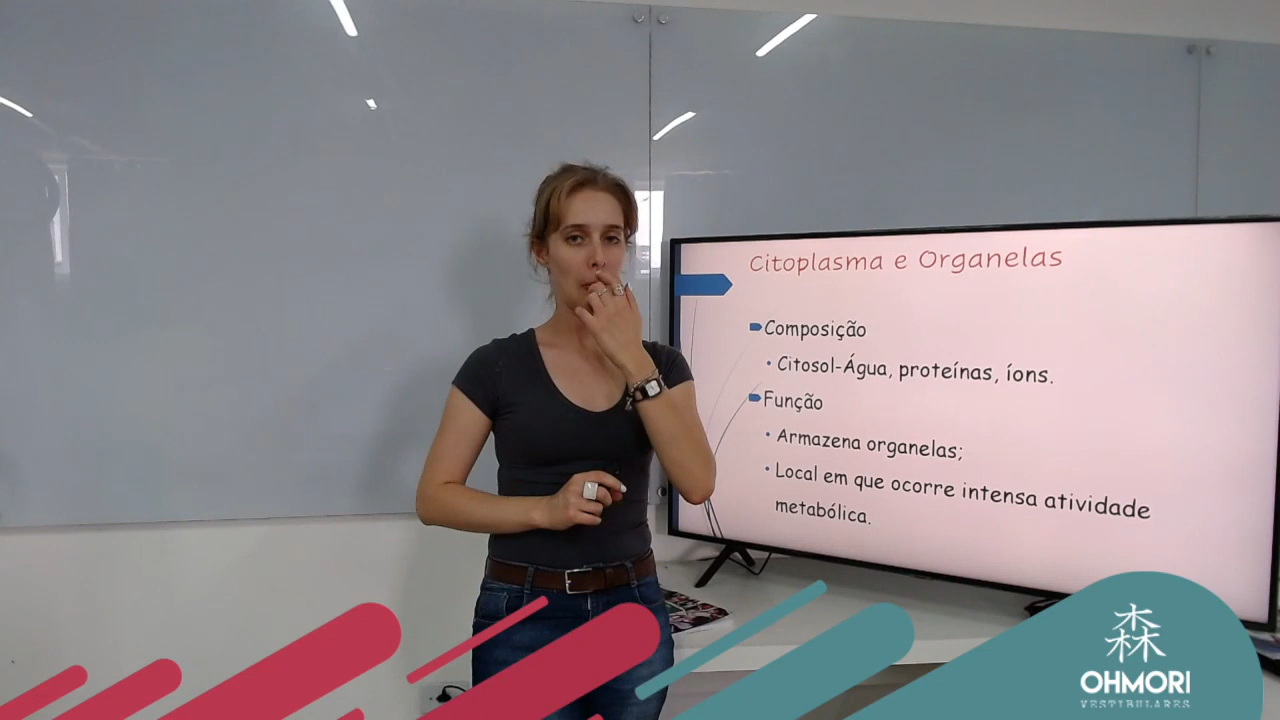 Citoplasma e Organelas
Composição
• Citosol-Água, proteínas, íons.
Função
• Armazena organelas;
• Local em que ocorre intensa atividade
metabólica.
森
OHMORI
VESTIBULARES